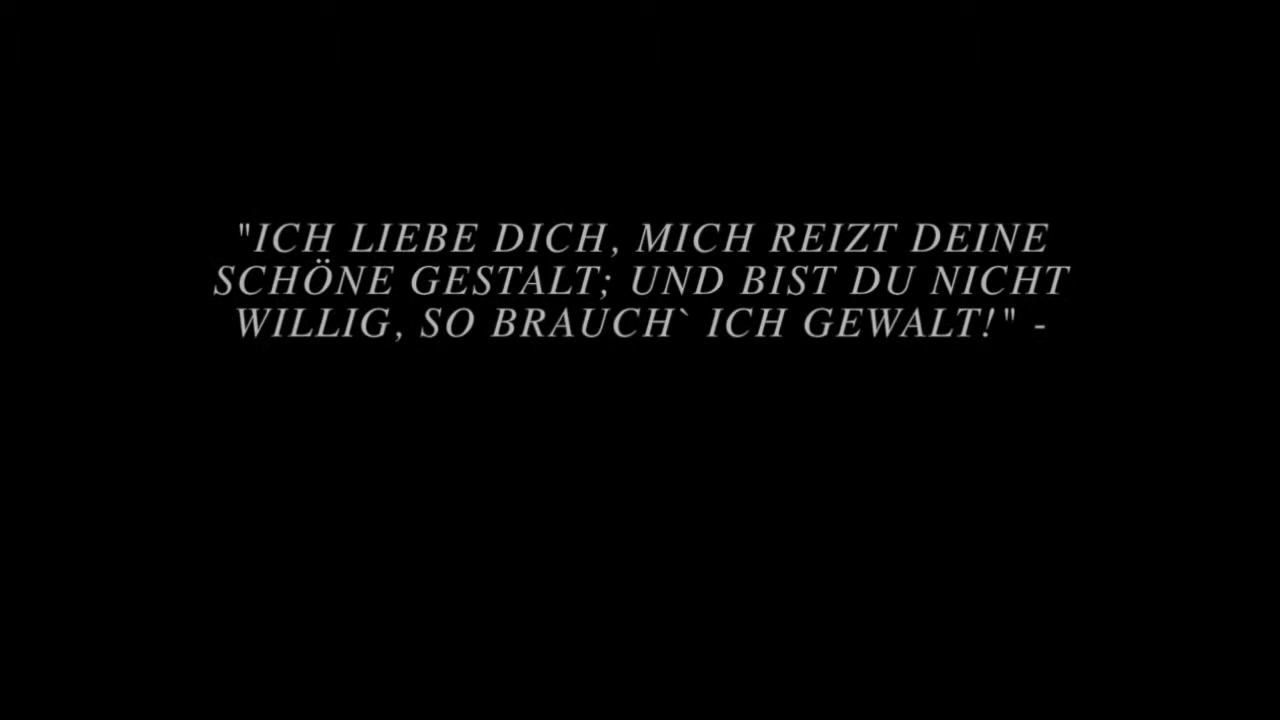 "ICH LIEBE DICH, MICH REIZT DEINE
SCHÖNE GESTALT; UND BIST DU NICHT
WILLIG, SO BRAUCH` ICH GEWALT!" -